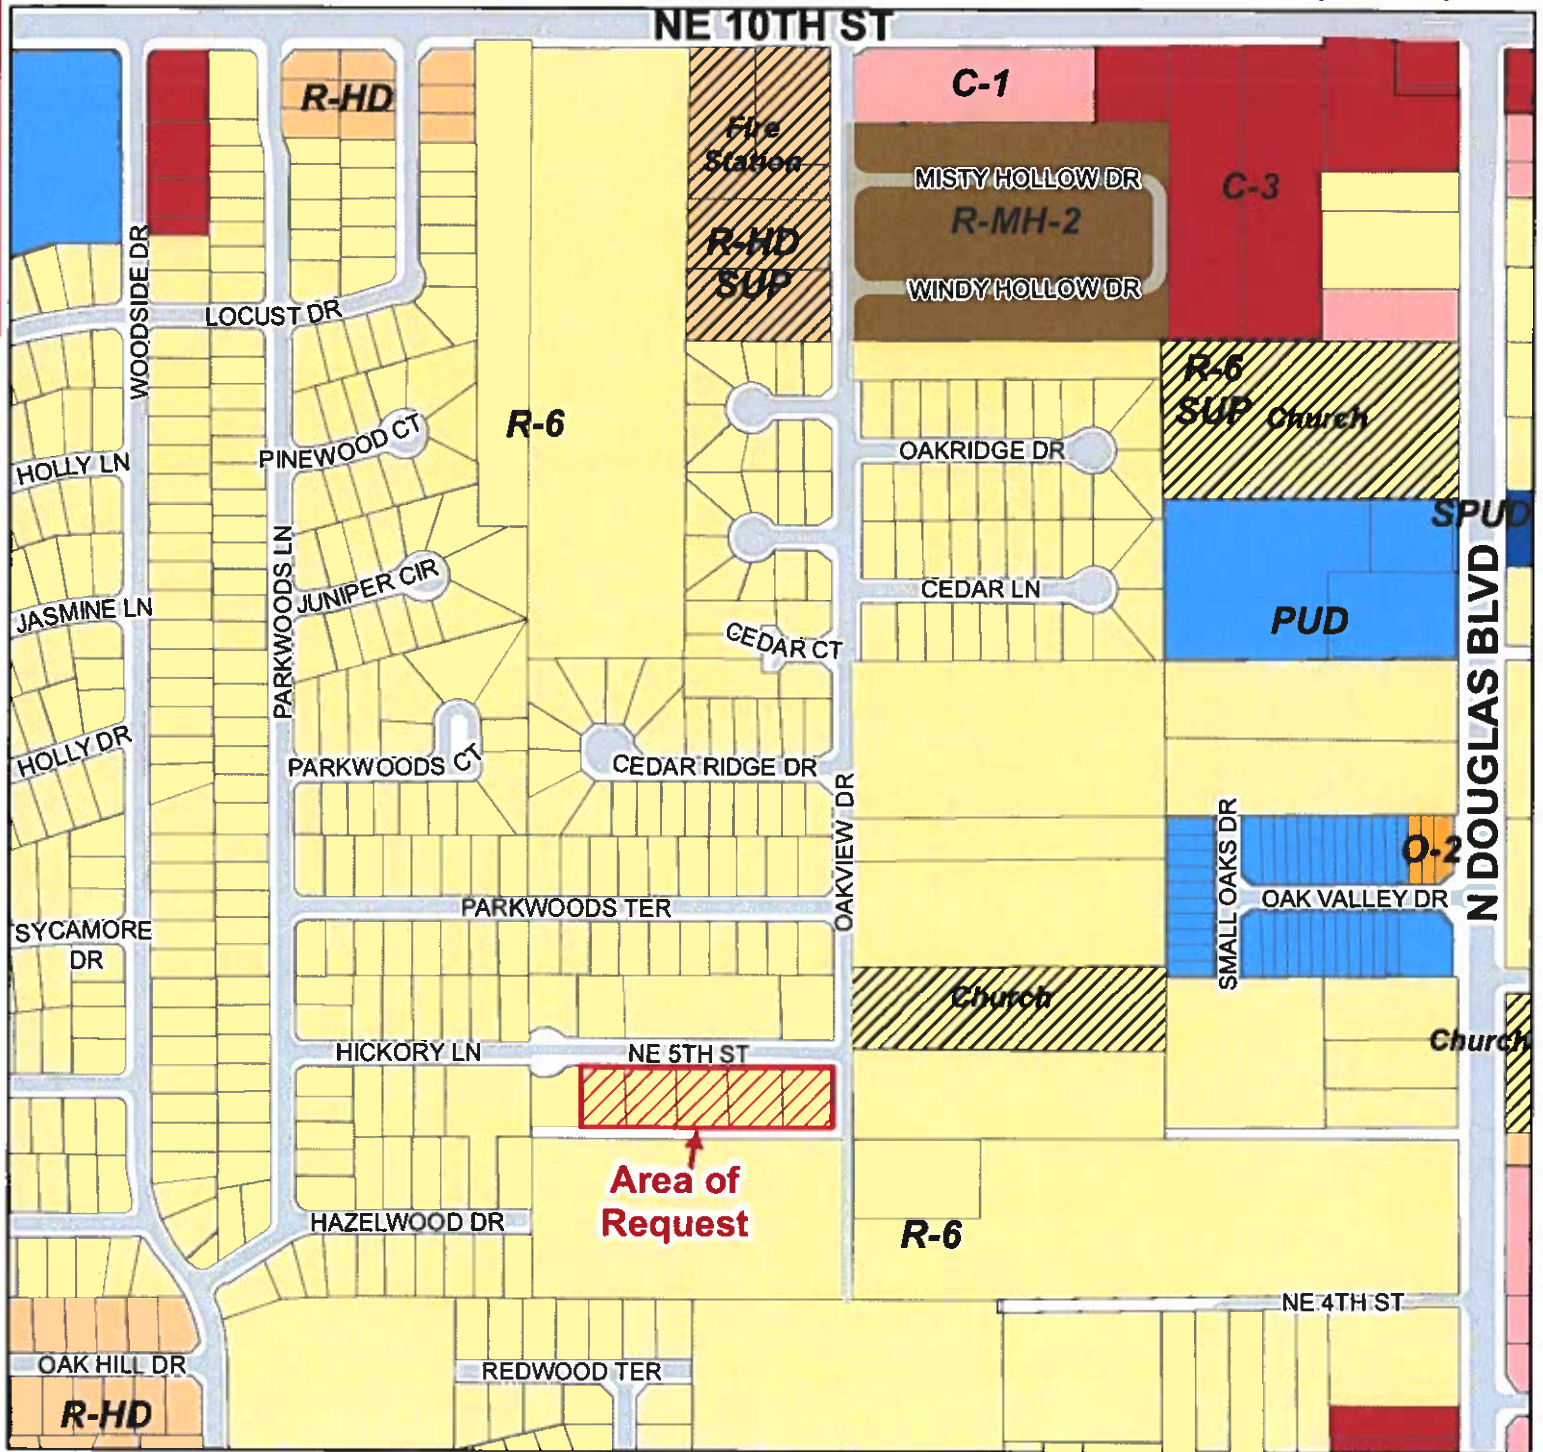 NE 10TH ST
R-HD
C-1
Fire
Station
MISTY HOLLOW DR
C-3
R-MH-2
R-HD
SUP
WINDY HOLLOW DR
WOODSIDE DR
LOCUST DR
R-6
SUP
Church
R-6
PINEWOOD CT
OAKRIDGE DR
HOLLY LN
SPUD
PARKWOODS LN
JUNIPER CIR
CEDAR LN
JASMINE LN
PUD
CEDAR CT
N DOUGLAS BLVD
HOLLY DR
PARKWOODS CT
CEDAR RIDGE DR
OAKVIEW DR
SMALL OAKS DR
O-2
OAK VALLEY DR
PARKWOODS TER
SYCAMORE
DR
Church
Church
HICKORY LN
NE 5TH ST
Area of
Request
HAZELWOOD DR
R-6
NE 4TH ST
OAK HILL DR
REDWOOD TER
R-HD